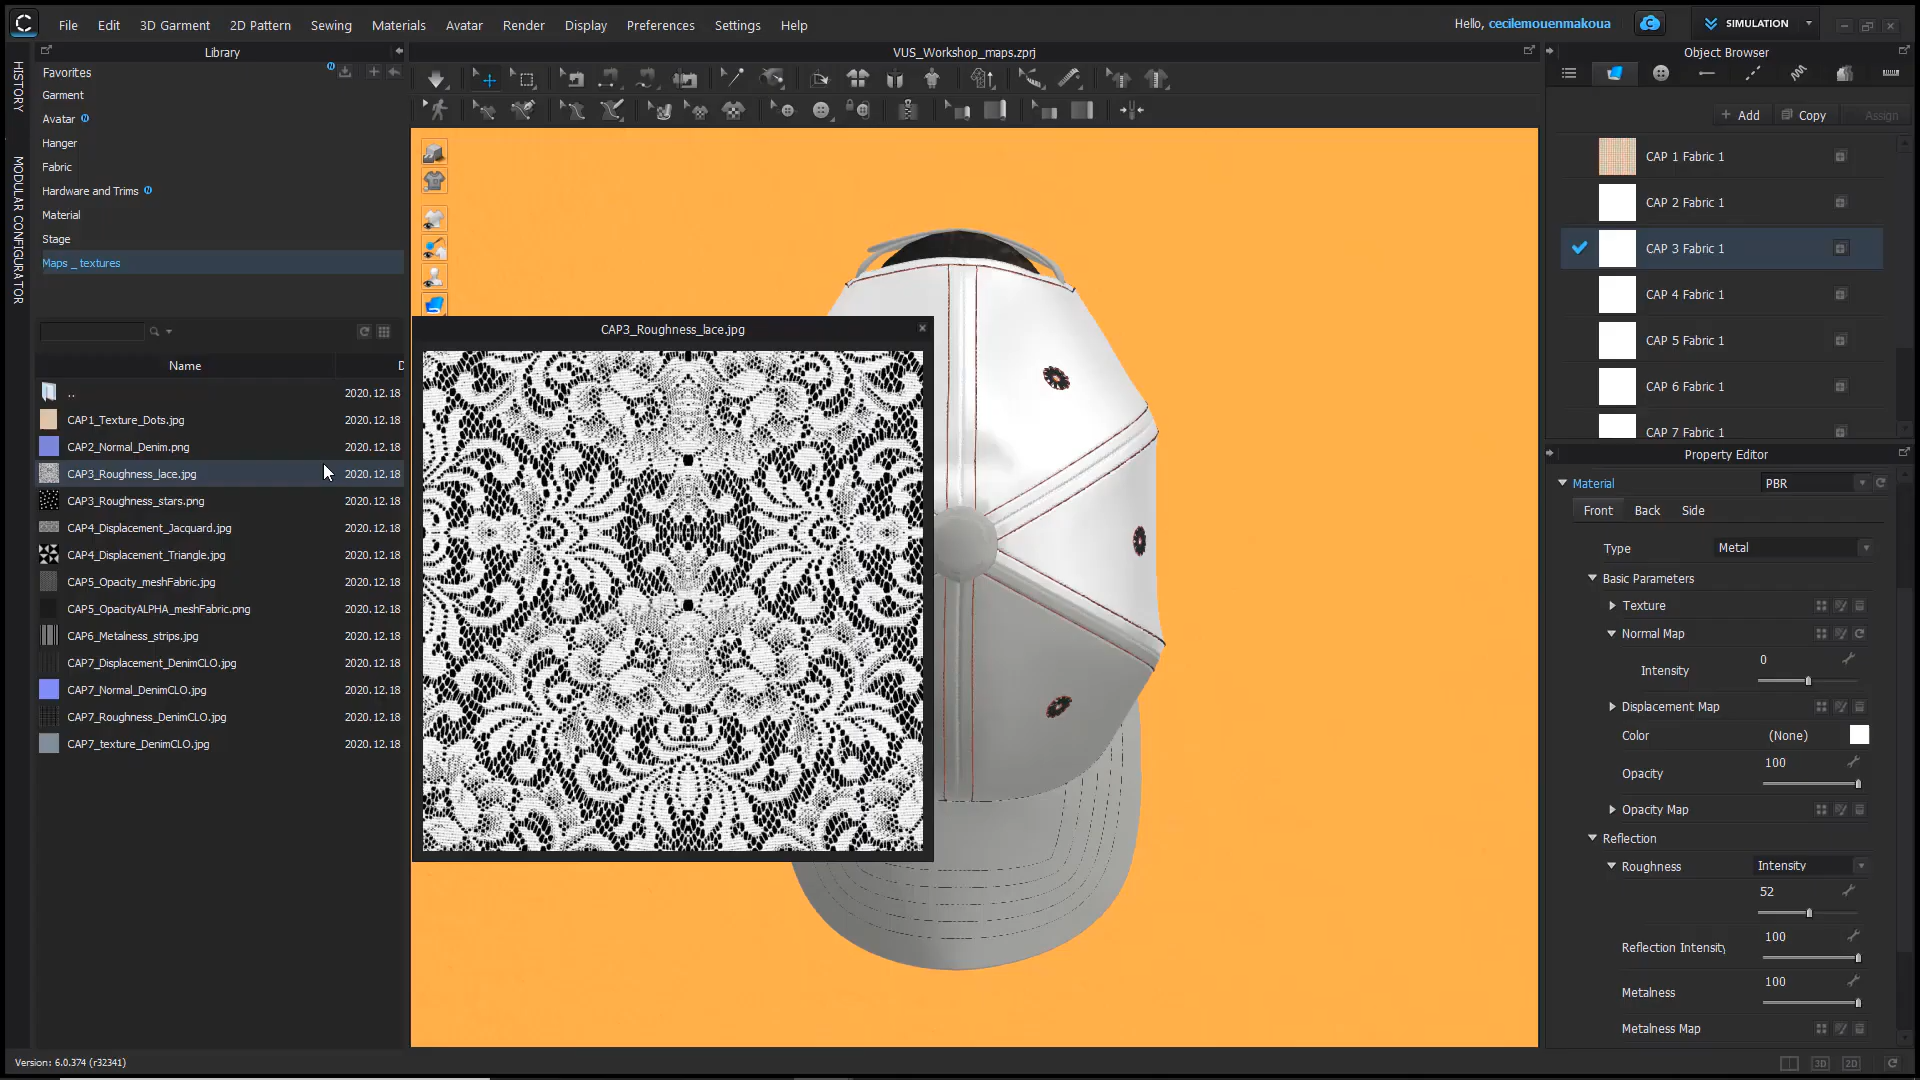 File Edit 3D Garment 2D Pattern Sewing Materials Avatar Render Display Preferences Settings Help
Hello, cecilemouenmakoua
SIMULATION
HISTORY
MODULAR CONFIGURATOR
Library
Favorites
Garment
Avatar
Hanger
Fabric
Hardware and Trims
Material
Stage
Maps _ textures
Name D
.. 2020.12.18
CAP1_Texture_Dots.jpg 2020.12.18
CAP2_Normal_Denim.png 2020.12.18
CAP3_Roughness_lace.jpg 2020.12.18
CAP3_Roughness_stars.png 2020.12.18
CAP4_Displacement_Jacquard.jpg 2020.12.18
CAP4_Displacement_Triangle.jpg 2020.12.18
CAP5_Opacity_meshFabric.jpg 2020.12.18
CAP5_OpacityALPHA_meshFabric.png 2020.12.18
CAP6_Metalness_strips.jpg 2020.12.18
CAP7_Displacement_DenimCLO.jpg 2020.12.18
CAP7_Normal_DenimCLO.jpg 2020.12.18
CAP7_Roughness_DenimCLO.jpg 2020.12.18
CAP7_texture_DenimCLO.jpg 2020.12.18
Version: 6.0.374 (r32341)
VUS_Workshop_maps.zprj
CAP3_Roughness_lace.jpg
Object Browser
Add Copy Assign
CAP 1 Fabric 1
CAP 2 Fabric 1
CAP 3 Fabric 1
CAP 4 Fabric 1
CAP 5 Fabric 1
CAP 6 Fabric 1
CAP 7 Fabric 1
Property Editor
Material PBR
Front Back Side
Type Metal
Basic Parameters
Texture
Normal Map
0
Intensity
Displacement Map
Color (None)
100
Opacity
Opacity Map
Reflection
Roughness Intensity
52
100
Reflection Intensity
100
Metalness
Metalness Map
3D 2D